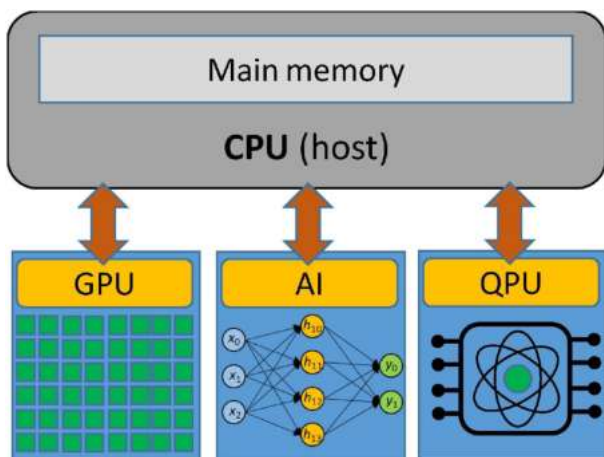 Main memory
CPU (host)
GPU
AI
QPU
x₀
x₁
x₂
h₁₀
h₁₁
h₁₂
h₁₃
y₀
y₁